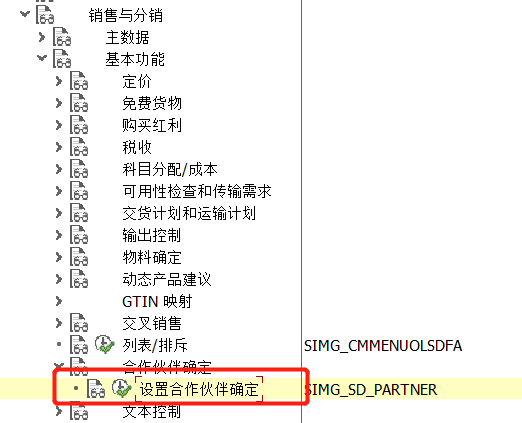 销售与分销
主数据
基本功能
定价
免费货物
购买红利
税收
科目分配/成本
可用性检查和传输需求
交货计划和运输计划
输出控制
物料确定
动态产品建议
GTIN 映射
交叉销售
列表/排斥 SIMG_CMMENUOLSDFA
合作伙伴确定
设置合作伙伴确定 SIMG_SD_PARTNER
文本控制